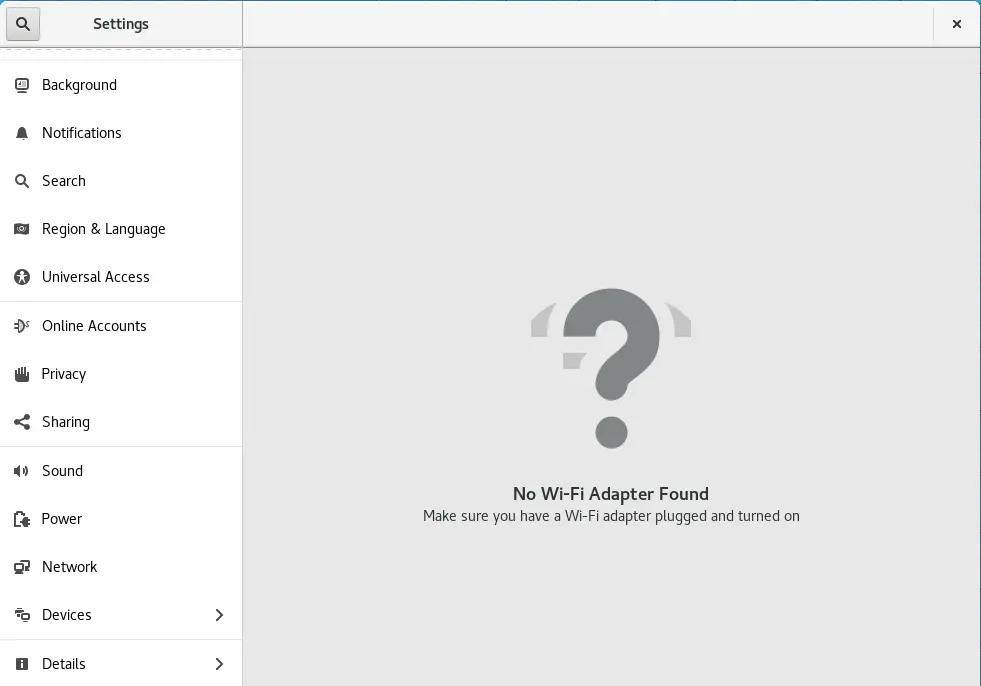 Settings
Background
Notifications
Search
Region & Language
Universal Access
Online Accounts
Privacy
Sharing
Sound
Power
Network
Devices
Details
No Wi-Fi Adapter Found
Make sure you have a Wi-Fi adapter plugged and turned on